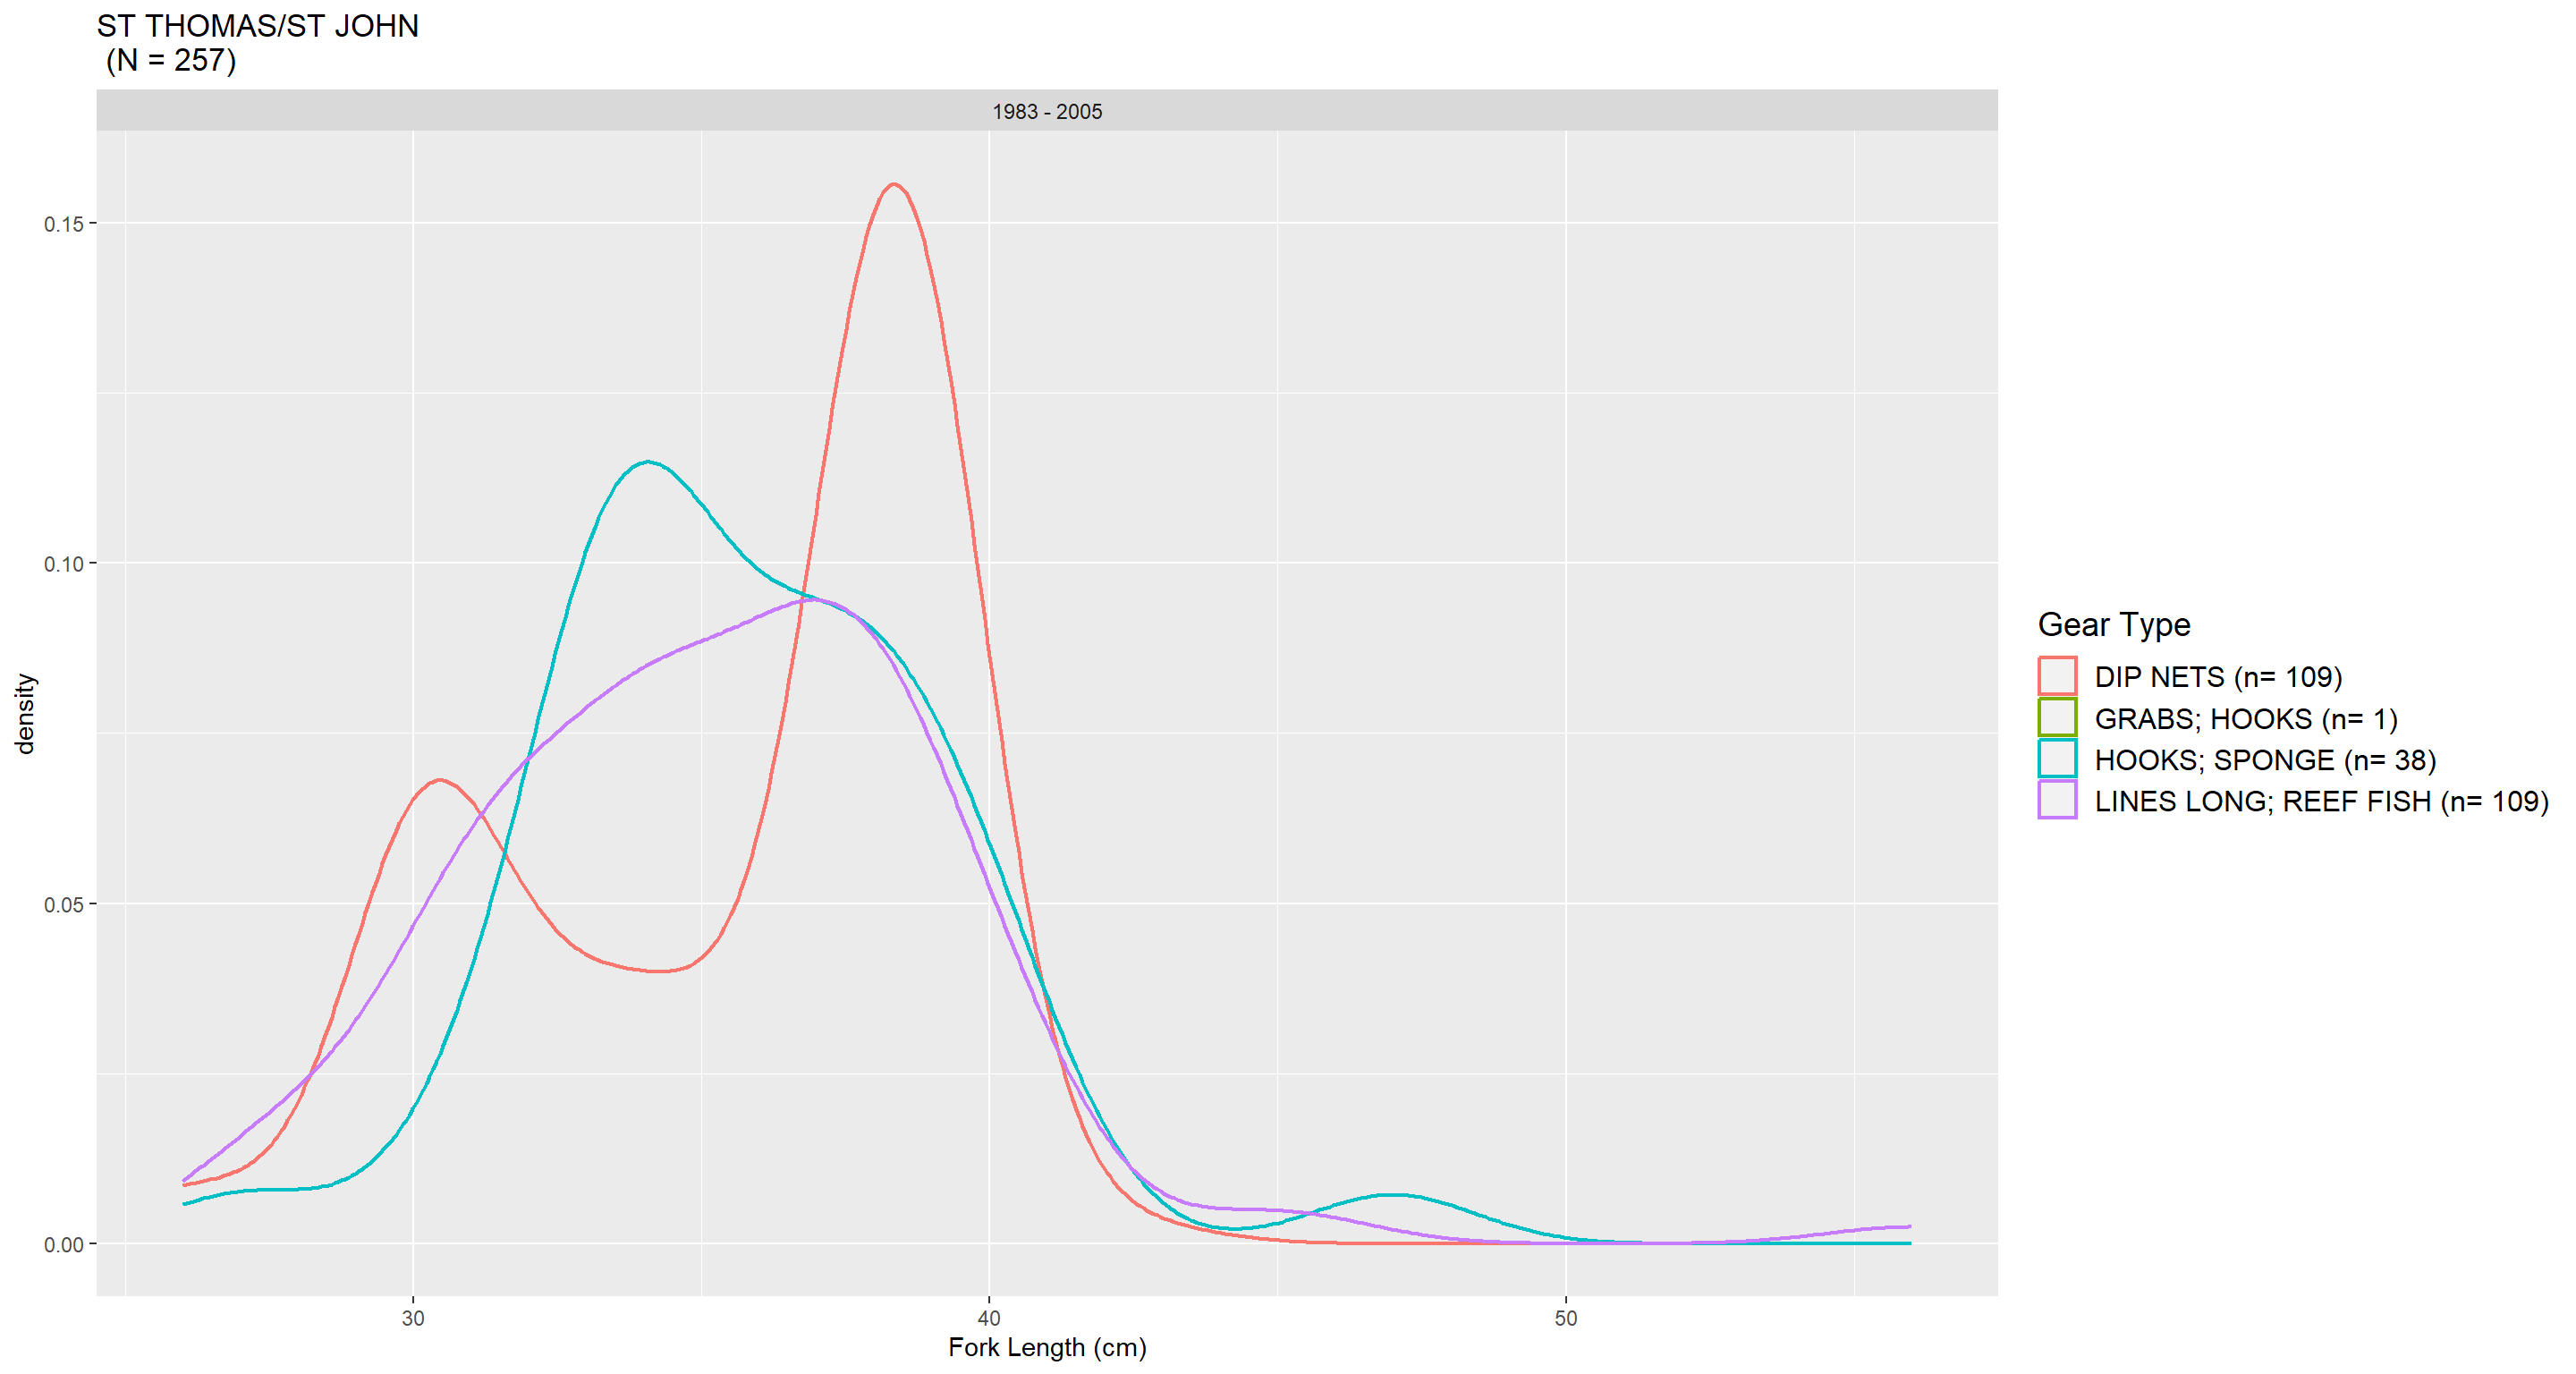 ST THOMAS/ST JOHN
(N = 257)
1983 - 2005
0.15
0.10
0.05
0.00
density
30
40
50
Fork Length (cm)
Gear Type
DIP NETS (n= 109)
GRABS; HOOKS (n= 1)
HOOKS; SPONGE (n= 38)
LINES LONG; REEF FISH (n= 109)